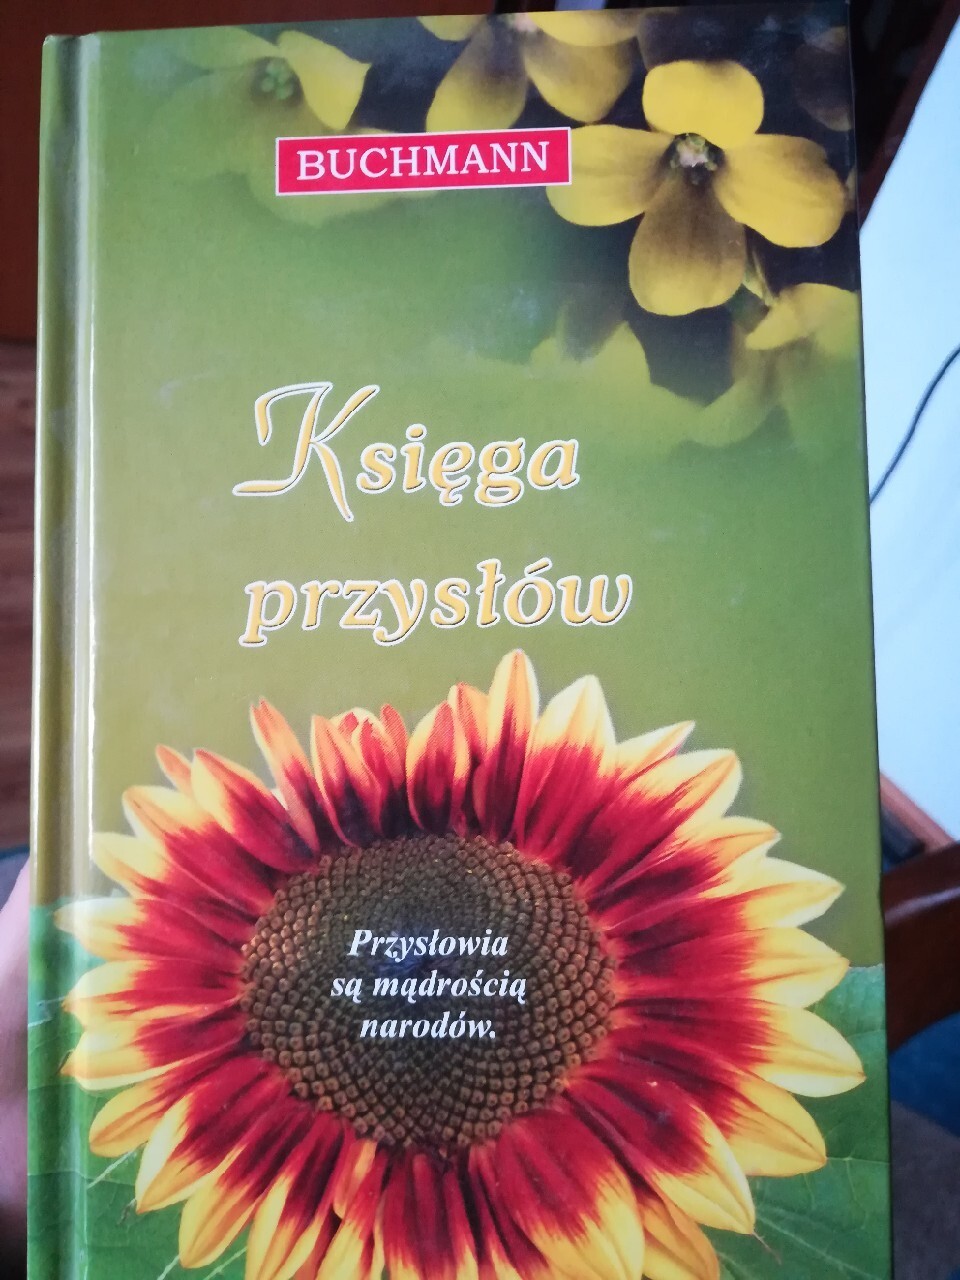 BUCHMANN
Księga
przysłów
Przysłowia
są mądrością
narodów.